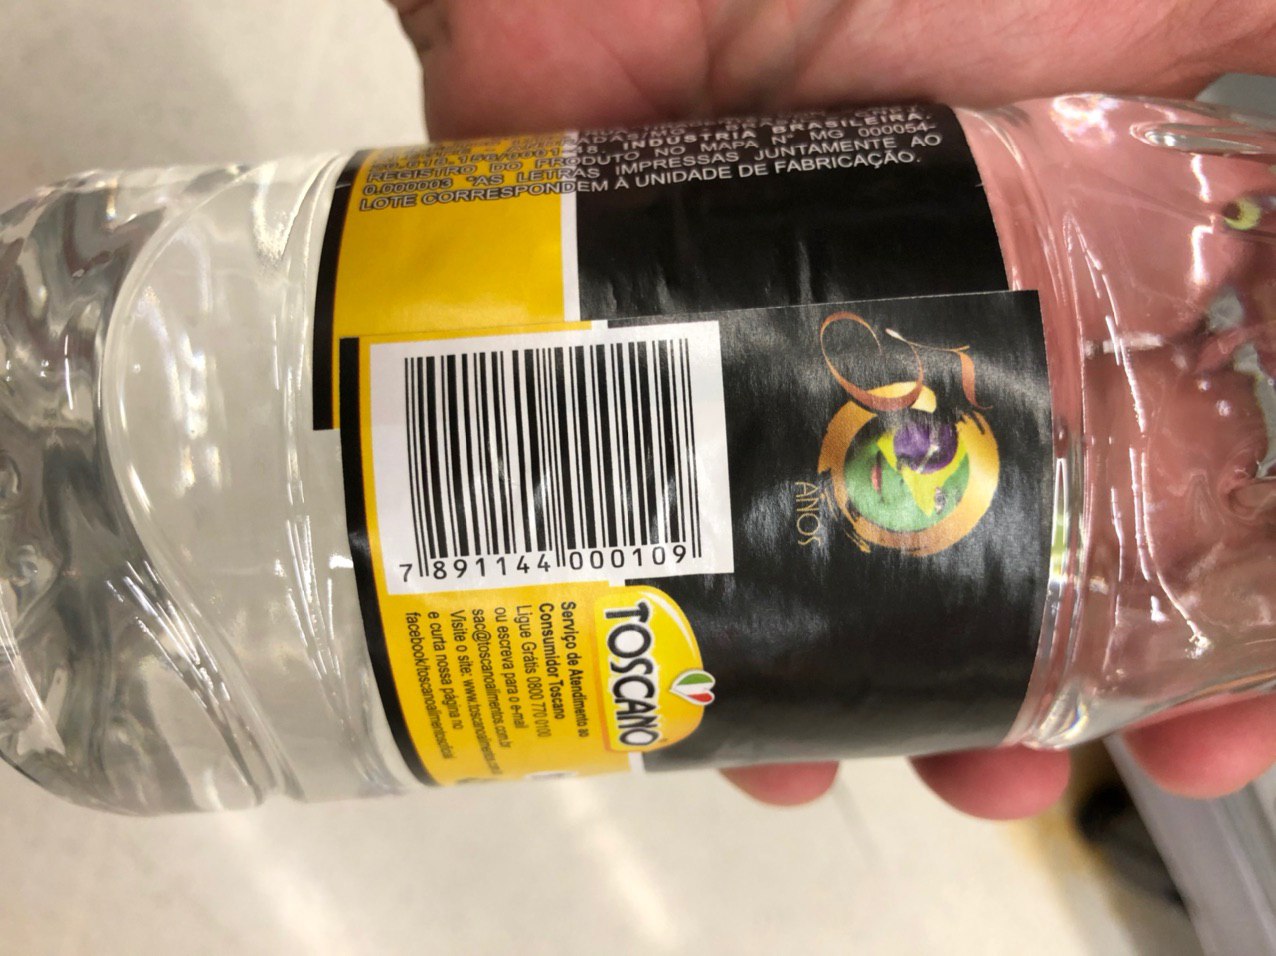 INDÚSTRIA BRASILEIRA.
REGISTRO DO PRODUTO NO MAPA Nº MG 000054-
0.000003 *AS LETRAS IMPRESSAS JUNTAMENTE AO
LOTE CORRESPONDEM À UNIDADE DE FABRICAÇÃO.
7 891144 000109
ANOS
TOSCANO
Serviço de Atendimento ao
Consumidor Toscano
Ligue Grátis 0800 770 0100
ou escreva para o e-mail
sac@toscanoalimentos.com.br
Visite o site: www.toscanoalimentos.com.br
e curta nossa página no
facebook/toscanoalimentosoficial